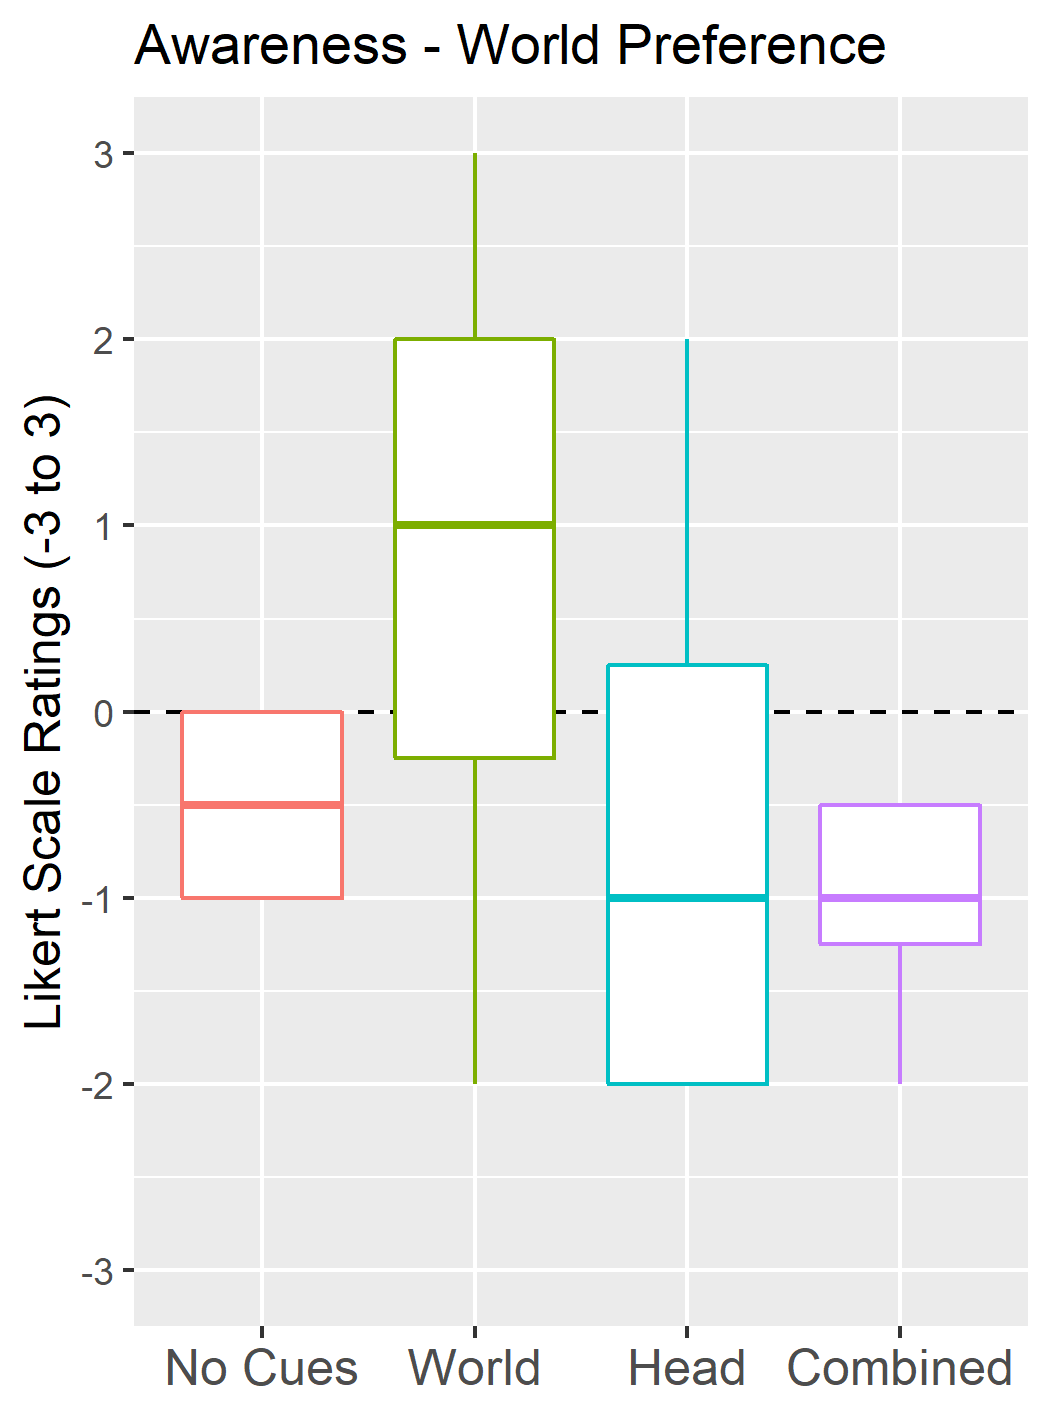 Awareness - World Preference
Likert Scale Ratings (-3 to 3)
3
2
1
0
-1
-2
-3
No Cues World Head Combined